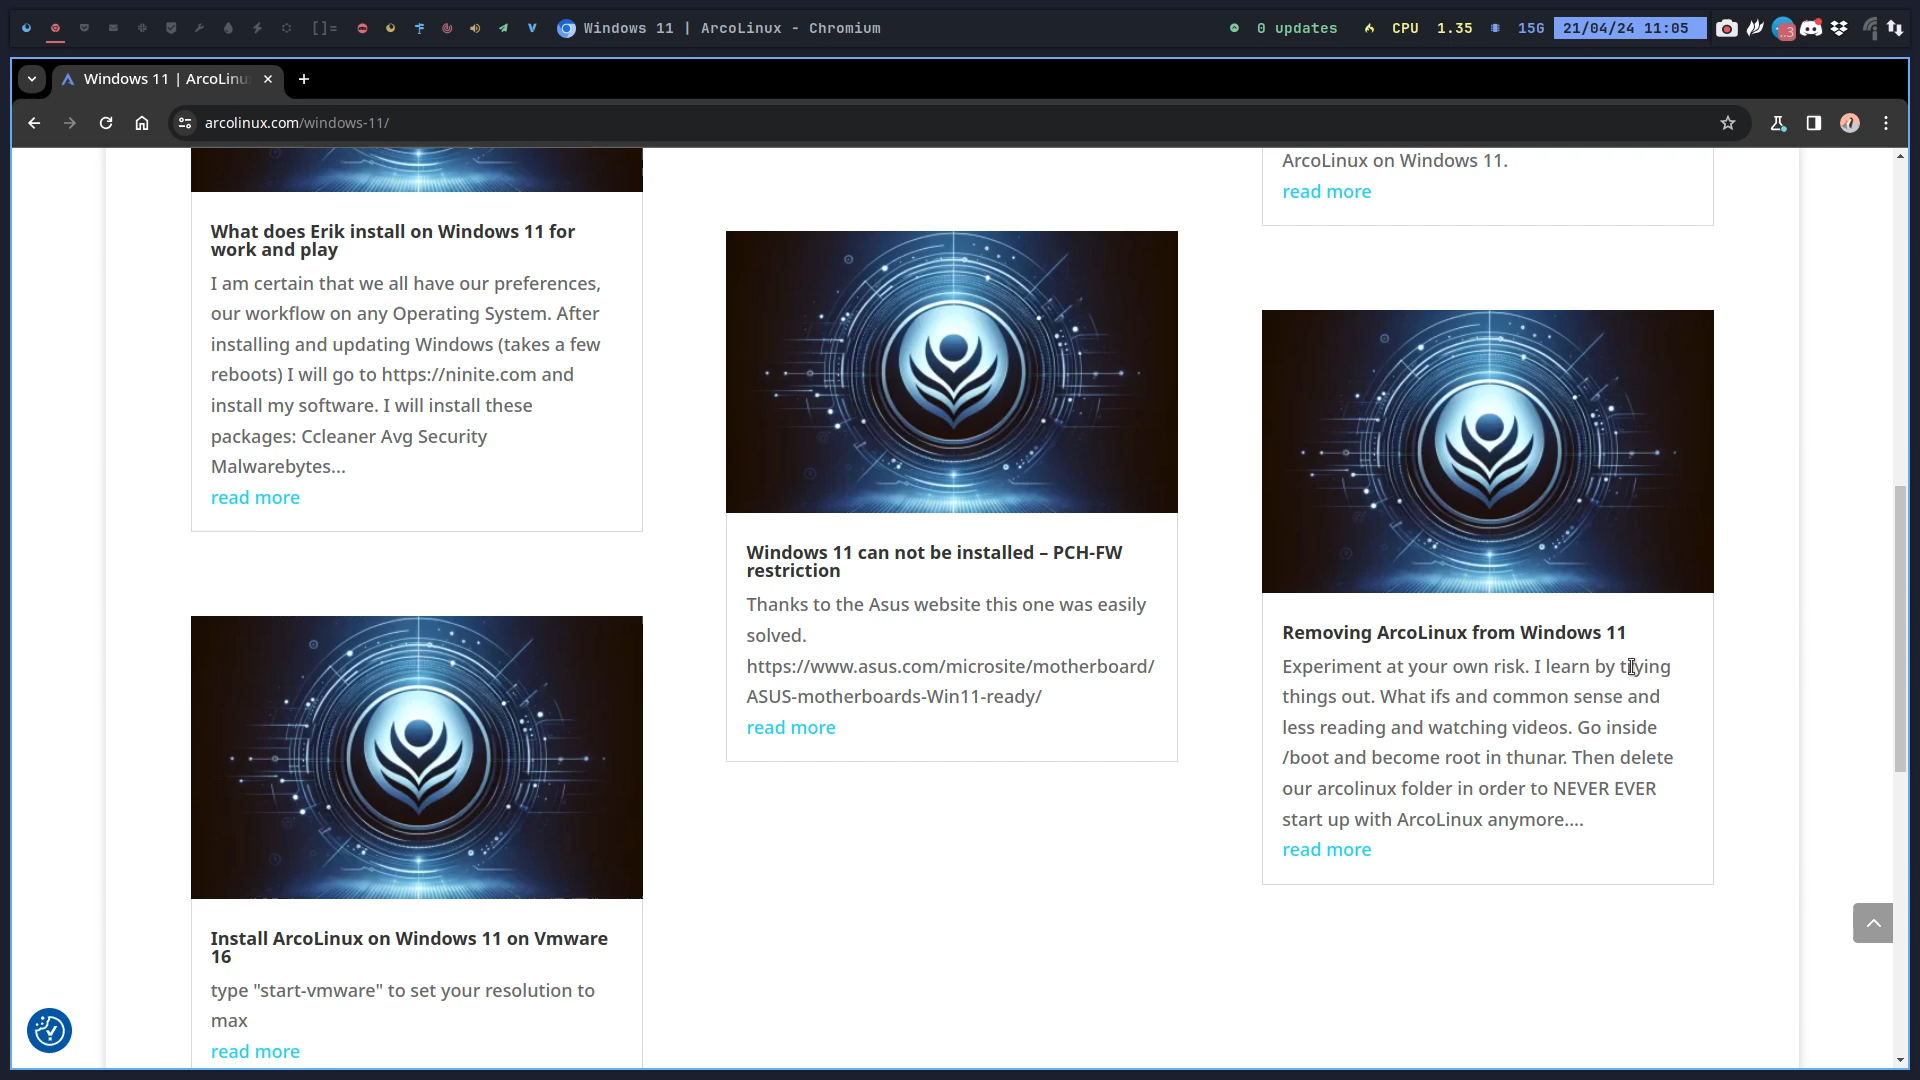 []= Windows 11 | ArcoLinux - Chromium 0 updates CPU 1.35 15G 21/04/24 11:05
Windows 11 | ArcoLinu
arcolinux.com/windows-11/
What does Erik install on Windows 11 for
work and play
I am certain that we all have our preferences,
our workflow on any Operating System. After
installing and updating Windows (takes a few
reboots) I will go to https://ninite.com and
install my software. I will install these
packages: Ccleaner Avg Security
Malwarebytes...
read more
Install ArcoLinux on Windows 11 on Vmware
16
type "start-vmware" to set your resolution to
max
read more
Windows 11 can not be installed – PCH-FW
restriction
Thanks to the Asus website this one was easily
solved.
https://www.asus.com/microsite/motherboard/
ASUS-motherboards-Win11-ready/
read more
ArcoLinux on Windows 11.
read more
Removing ArcoLinux from Windows 11
Experiment at your own risk. I learn by trying
things out. What ifs and common sense and
less reading and watching videos. Go inside
/boot and become root in thunar. Then delete
our arcolinux folder in order to NEVER EVER
start up with ArcoLinux anymore....
read more